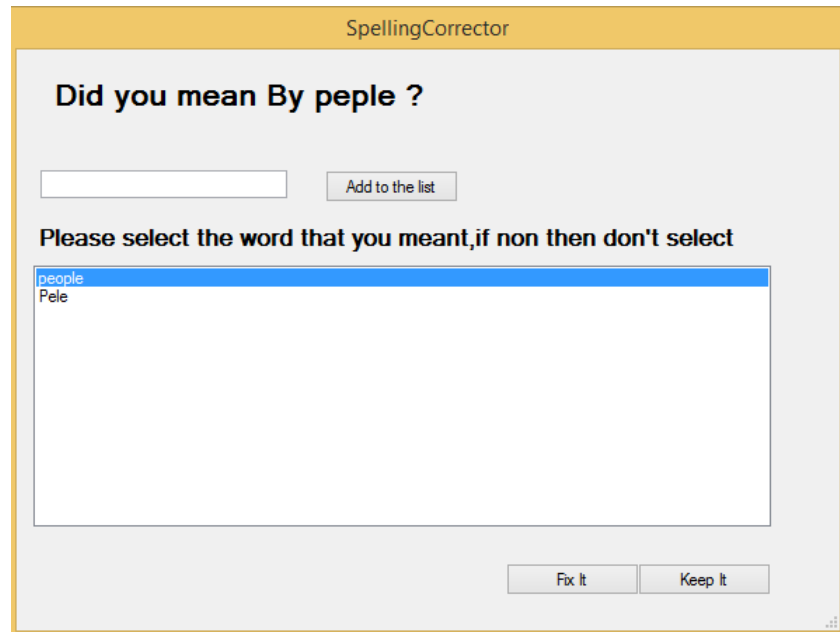 SpellingCorrector
Did you mean By peple ?
Add to the list
Please select the word that you meant,if non then don't select
people
Pele
Fix It
Keep It